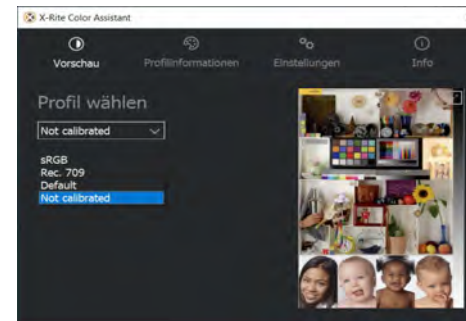 X-Rite Color Assistant
Vorschau
Profilinformationen
Einstellungen
Info
Profil wählen
Not calibrated
sRGB
Rec. 709
Default
Not calibrated